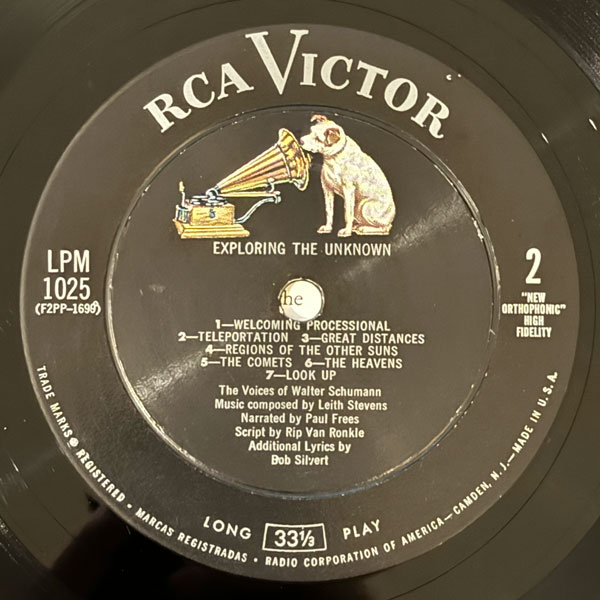 RCA VICTOR
EXPLORING THE UNKNOWN
LPM
1025
(F2PP-1699)
2
"NEW
ORTHOPHONIC"
HIGH
FIDELITY
he
1—WELCOMING PROCESSIONAL
2—TELEPORTATION 3—GREAT DISTANCES
4—REGIONS OF THE OTHER SUNS
5—THE COMETS 6—THE HEAVENS
7—LOOK UP
The Voices of Walter Schumann
Music composed by Leith Stevens
Narrated by Paul Frees
Script by Rip Van Ronkle
Additional Lyrics by
Bob Silvert
LONG 33⅓ PLAY
TRADE MARKS ● REGISTERED • MARCAS REGISTRADAS • RADIO CORPORATION OF AMERICA—CAMDEN, N. J.—MADE IN U.S.A.